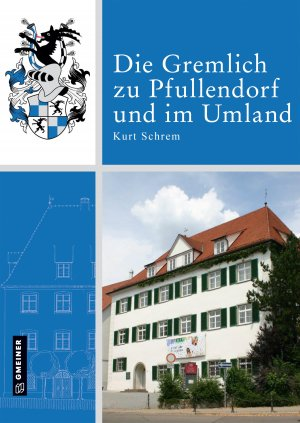 Die Gremlich
zu Pfullendorf
und im Umland
Kurt Schrem
GMEINER